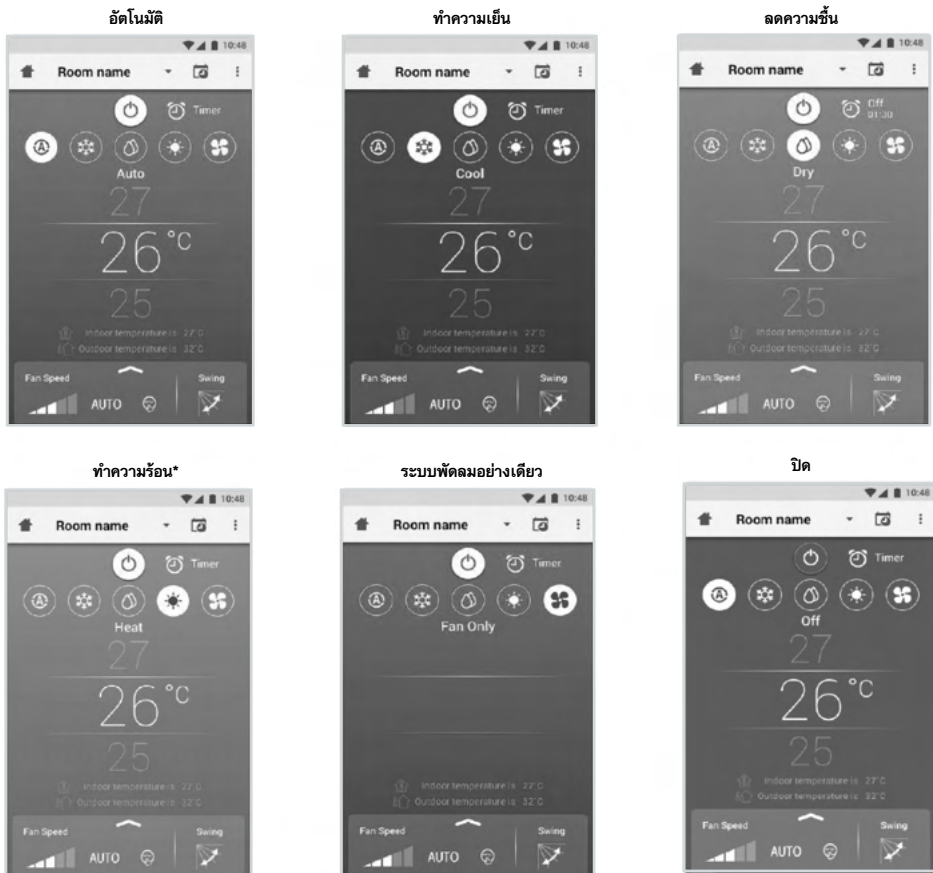 อัตโนมัติ
10:48
Room name
Timer
Auto
27
26°C
25
Indoor temperature is 27°C
Outdoor temperature is 32°C
Fan Speed
Swing
AUTO
ทำความเย็น
10:48
Room name
Timer
Cool
27
26°C
25
Indoor temperature is 27°C
Outdoor temperature is 32°C
Fan Speed
Swing
AUTO
ลดความชื้น
10:48
Room name
Off
01:30
Dry
27
26°C
25
Indoor temperature is 27°C
Outdoor temperature is 32°C
Fan Speed
Swing
AUTO
ทำความร้อน*
10:48
Room name
Timer
Heat
27
26°C
25
Indoor temperature is 27°C
Outdoor temperature is 32°C
Fan Speed
Swing
AUTO
ระบบพัดลมอย่างเดียว
10:48
Room name
Timer
Fan Only
Indoor temperature is 27°C
Outdoor temperature is 32°C
Fan Speed
Swing
AUTO
ปิด
10:48
Room name
Timer
Off
27
26°C
25
Indoor temperature is 27°C
Outdoor temperature is 32°C
Fan Speed
Swing
AUTO